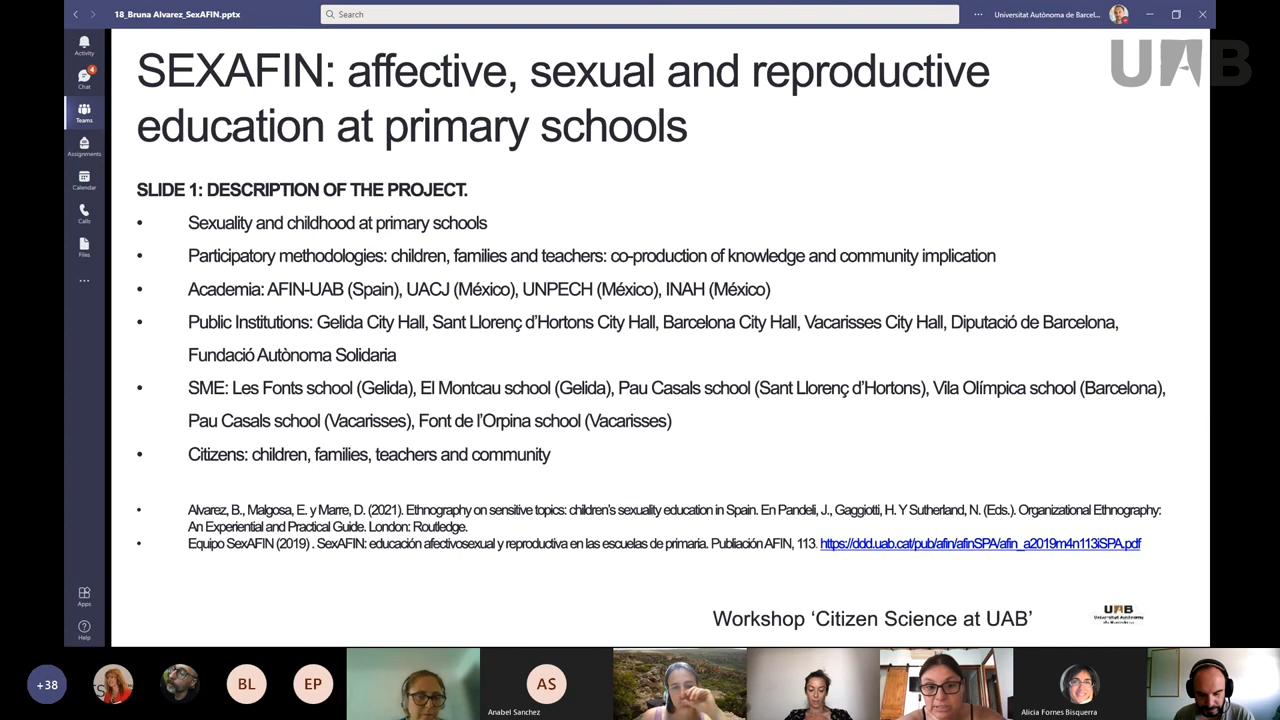 18_Bruna Alvarez_SexAFIN.pptx
Search
Universitat Autònoma de Barcel...
UAB
Activity
4
Chat
Teams
Assignments
Calendar
Calls
Files
Apps
Help
SEXAFIN: affective, sexual and reproductive
education at primary schools
SLIDE 1: DESCRIPTION OF THE PROJECT.
• Sexuality and childhood at primary schools
• Participatory methodologies: children, families and teachers: co-production of knowledge and community implication
• Academia: AFIN-UAB (Spain), UACJ (México), UNPECH (México), INAH (México)
• Public Institutions: Gelida City Hall, Sant Llorenç d'Hortons City Hall, Barcelona City Hall, Vacarisses City Hall, Diputació de Barcelona,
Fundació Autònoma Solidaria
• SME: Les Fonts school (Gelida), El Montcau school (Gelida), Pau Casals school (Sant Llorenç d'Hortons), Vila Olímpica school (Barcelona),
Pau Casals school (Vacarisses), Font de l'Orpina school (Vacarisses)
• Citizens: children, families, teachers and community
• Alvarez, B., Malgosa, E. y Marre, D. (2021). Ethnography on sensitive topics: children's sexuality education in Spain. En Pandeli, J., Gaggiotti, H. Y Sutherland, N. (Eds.). Organizational Ethnography:
An Experiential and Practical Guide. London: Routledge.
• Equipo SexAFIN (2019) . SexAFIN: educación afectivosexual y reproductiva en las escuelas de primaria. Publiación AFIN, 113. https://ddd.uab.cat/pub/afin/afinSPA/afin_a2019m4n113iSPA.pdf
Workshop 'Citizen Science at UAB'
UAB
Universitat Autònoma
+38
BL
EP
AS
Anabel Sanchez
Alicia Fornes Bisquerra